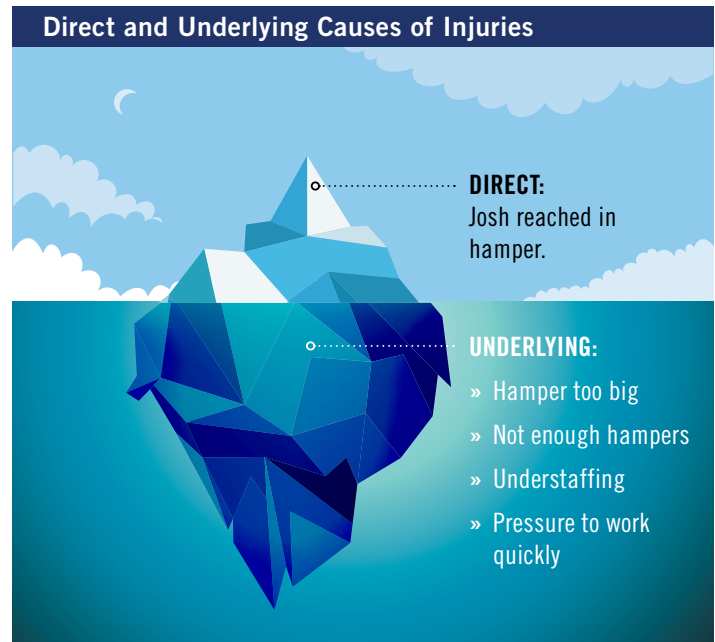 Direct and Underlying Causes of Injuries
DIRECT:
Josh reached in
hamper.
UNDERLYING:
» Hamper too big
» Not enough hampers
» Understaffing
» Pressure to work
quickly